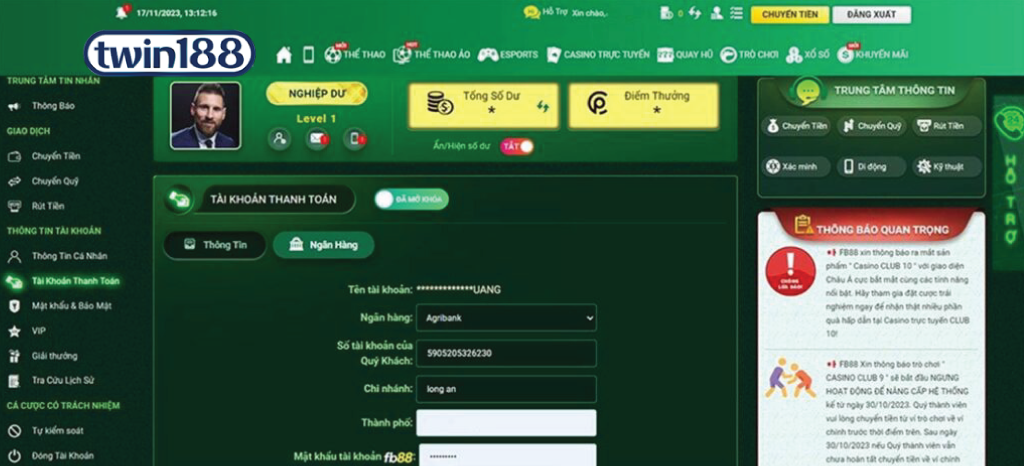 17/11/2023, 13:12:16
Hỗ Trợ Xin chào,
0
CHUYỂN TIỀN
ĐĂNG XUẤT
twin188
MỚI
THỂ THAO
HOT
THỂ THAO ẢO
ESPORTS
CASINO TRỰC TUYẾN
777
QUAY HŨ
TRÒ CHƠI
XỔ SỐ
MỚI
KHUYẾN MÃI
TRUNG TÂM TIN NHẮN
Thông Báo
GIAO DỊCH
Chuyển Tiền
Chuyển Quỹ
Rút Tiền
THÔNG TIN TÀI KHOẢN
Thông Tin Cá Nhân
Tài Khoản Thanh Toán
Mật khẩu & Bảo Mật
VIP
Giải thưởng
Tra Cứu Lịch Sử
CÁ CƯỢC CÓ TRÁCH NHIỆM
Tự kiểm soát
Đóng Tài Khoản
NGHIỆP DƯ
Level 1
Tổng Số Dư
*
Điểm Thưởng
*
Ẩn/Hiện số dư
TẮT
TÀI KHOẢN THANH TOÁN
ĐÃ MỞ KHÓA
Thông Tin
Ngân Hàng
Tên tài khoản: **************UANG
Ngân hàng: Agribank
Số tài khoản của
Quý Khách: 5905205326230
Chi nhánh: long an
Thành phố:
Mật khẩu tài khoản fb88: *********
TRUNG TÂM THÔNG TIN
Chuyển Tiền
Chuyển Quỹ
Rút Tiền
Xác minh
Di động
Kỹ thuật
THÔNG BÁO QUAN TRỌNG
FB88 xin thông báo ra mắt sản
phẩm " Casino CLUB 10 " với giao diện
Châu Á cực bắt mắt cùng các tính năng
nổi bật. Hãy tham gia đặt cược trải
nghiệm ngay để nhận thật nhiều phần
quà hấp dẫn tại Casino trực tuyến CLUB
10!
FB88 Xin thông báo trò chơi "
CASINO CLUB 9 " sẽ bắt đầu NGƯNG
HOẠT ĐỘNG ĐỂ NÂNG CẤP HỆ THỐNG
kể từ ngày 30/10/2023. Quý thành viên
vui lòng chuyển tiền từ ví trò chơi về ví
chính trước thời điểm trên. Sau ngày
30/10/2023 nếu Quý thành viên vẫn
chưa hoàn tất chuyển tiền về ví chính
24
HỖ TRỢ